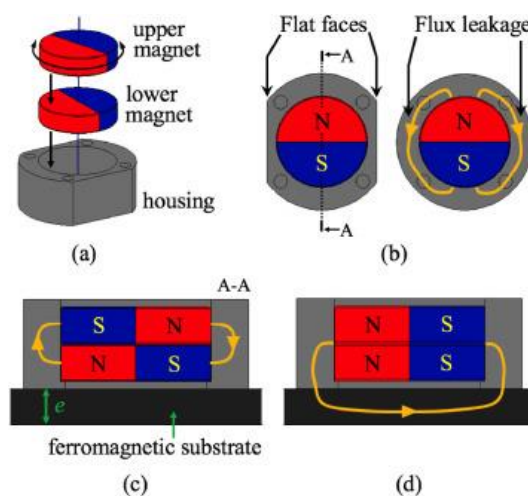 upper
magnet
lower
magnet
housing
(a)
Flat faces
Flux leakage
A
N
S
A
N
S
(b)
A-A
S N
N S
e
ferromagnetic substrate
(c)
N S
N S
(d)